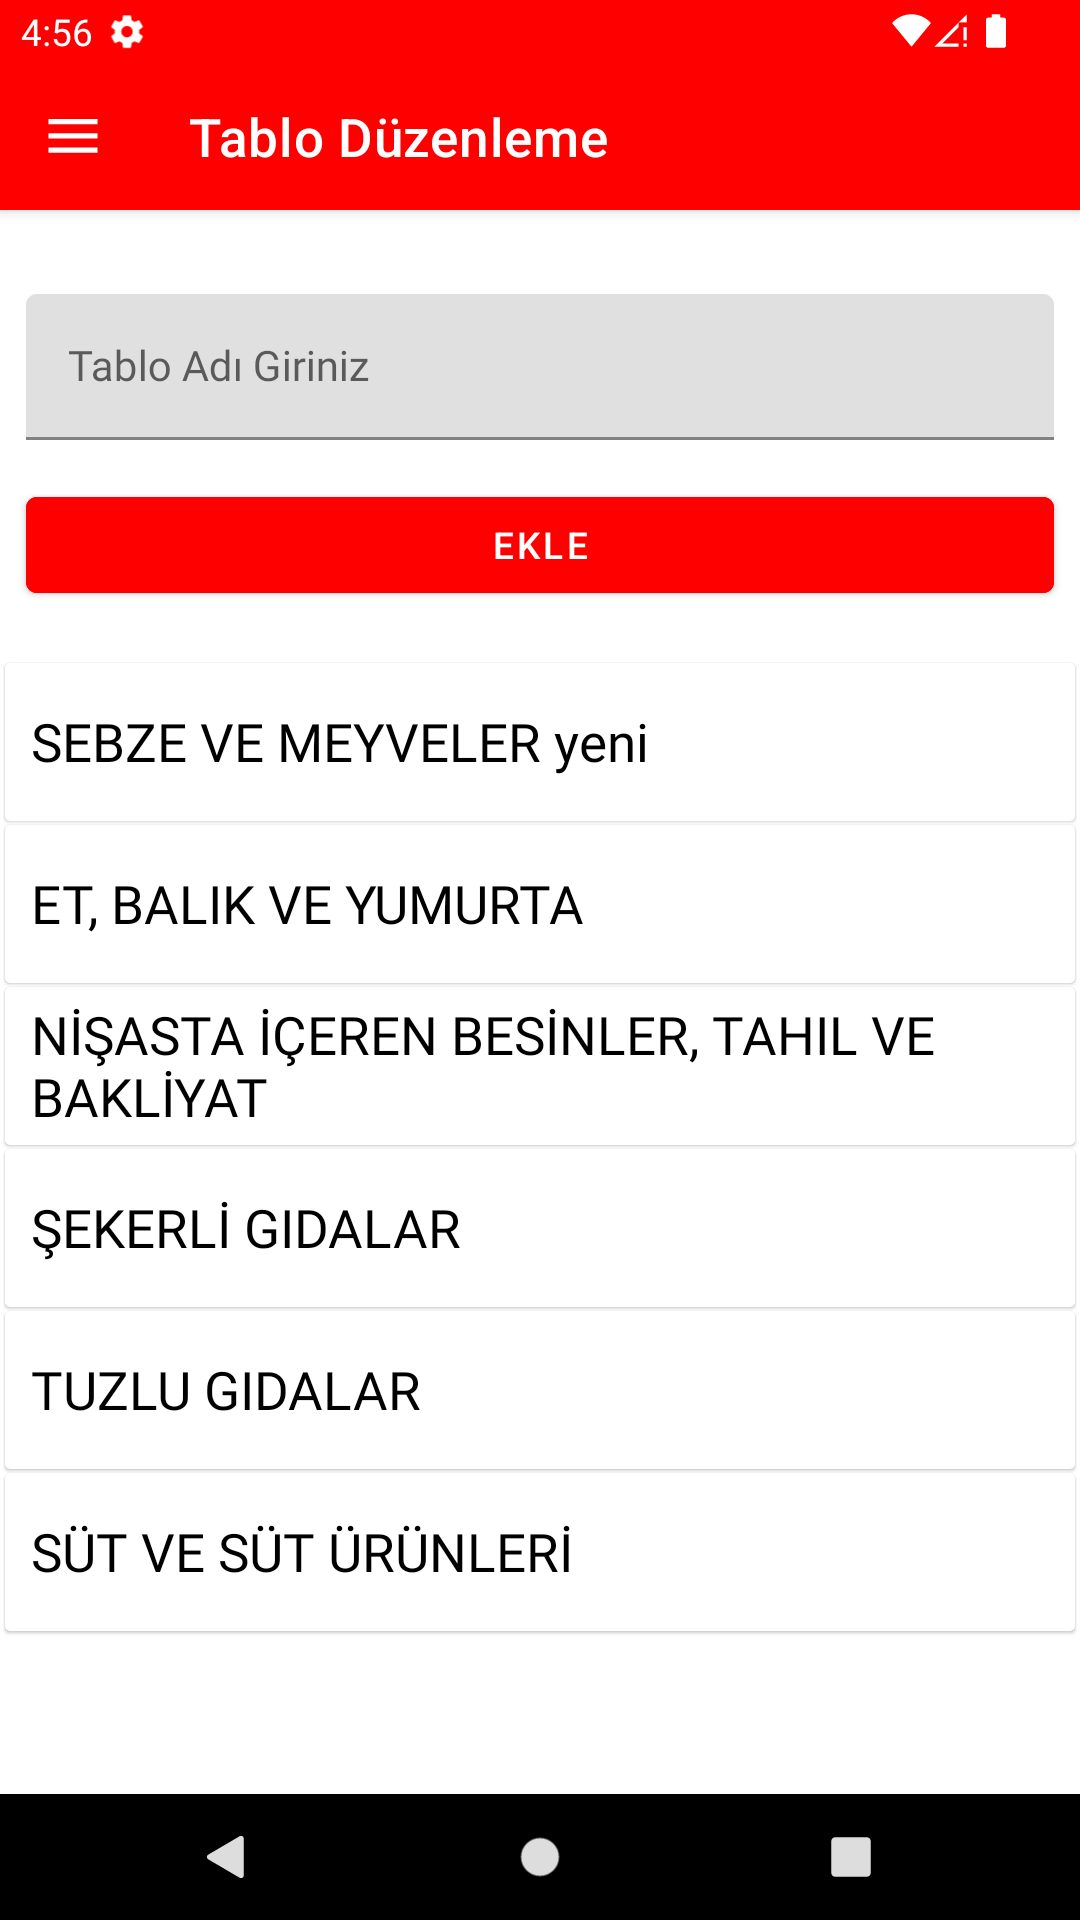 4:56
Tablo Düzenleme
Tablo Adı Giriniz
EKLE
SEBZE VE MEYVELER yeni
ET, BALIK VE YUMURTA
NİŞASTA İÇEREN BESİNLER, TAHIL VE
BAKLİYAT
ŞEKERLİ GIDALAR
TUZLU GIDALAR
SÜT VE SÜT ÜRÜNLERİ